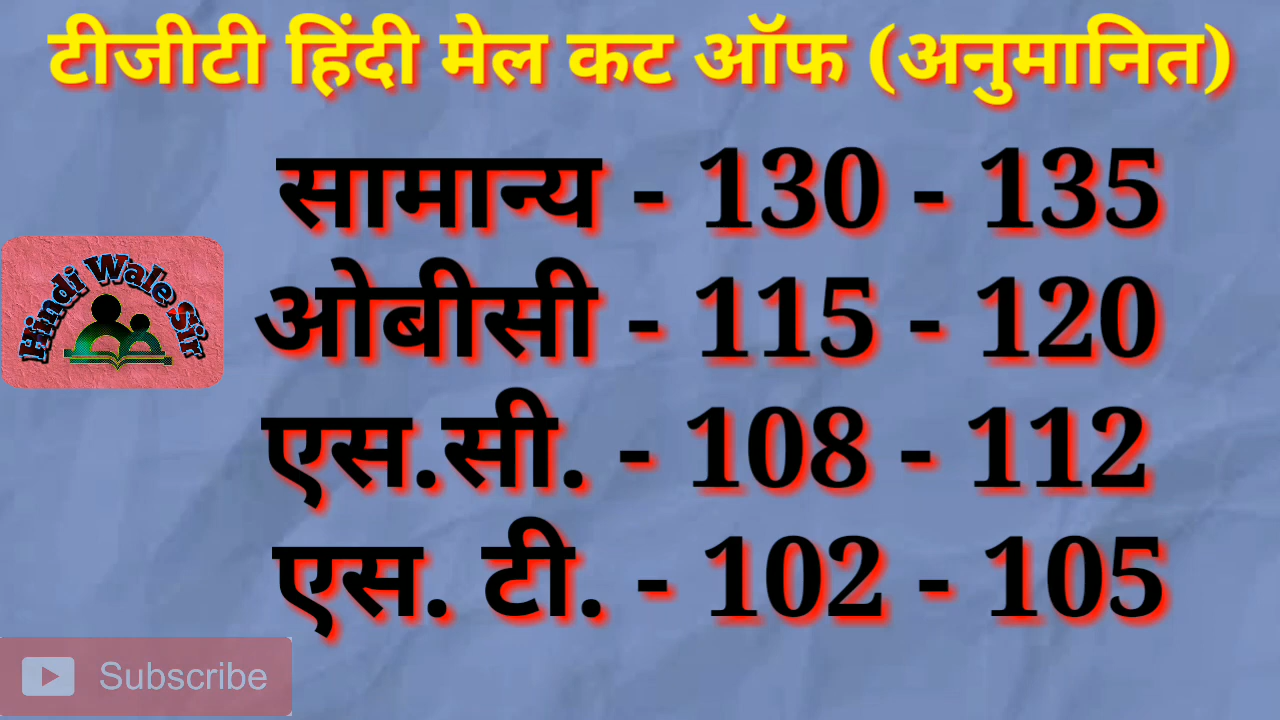 टीजीटी हिंदी मेल कट ऑफ (अनुमानित)
सामान्य - 130 - 135
ओबीसी - 115 - 120
Hindi Wale Sir
एस.सी. - 108 - 112
एस. टी. - 102 - 105
Subscribe